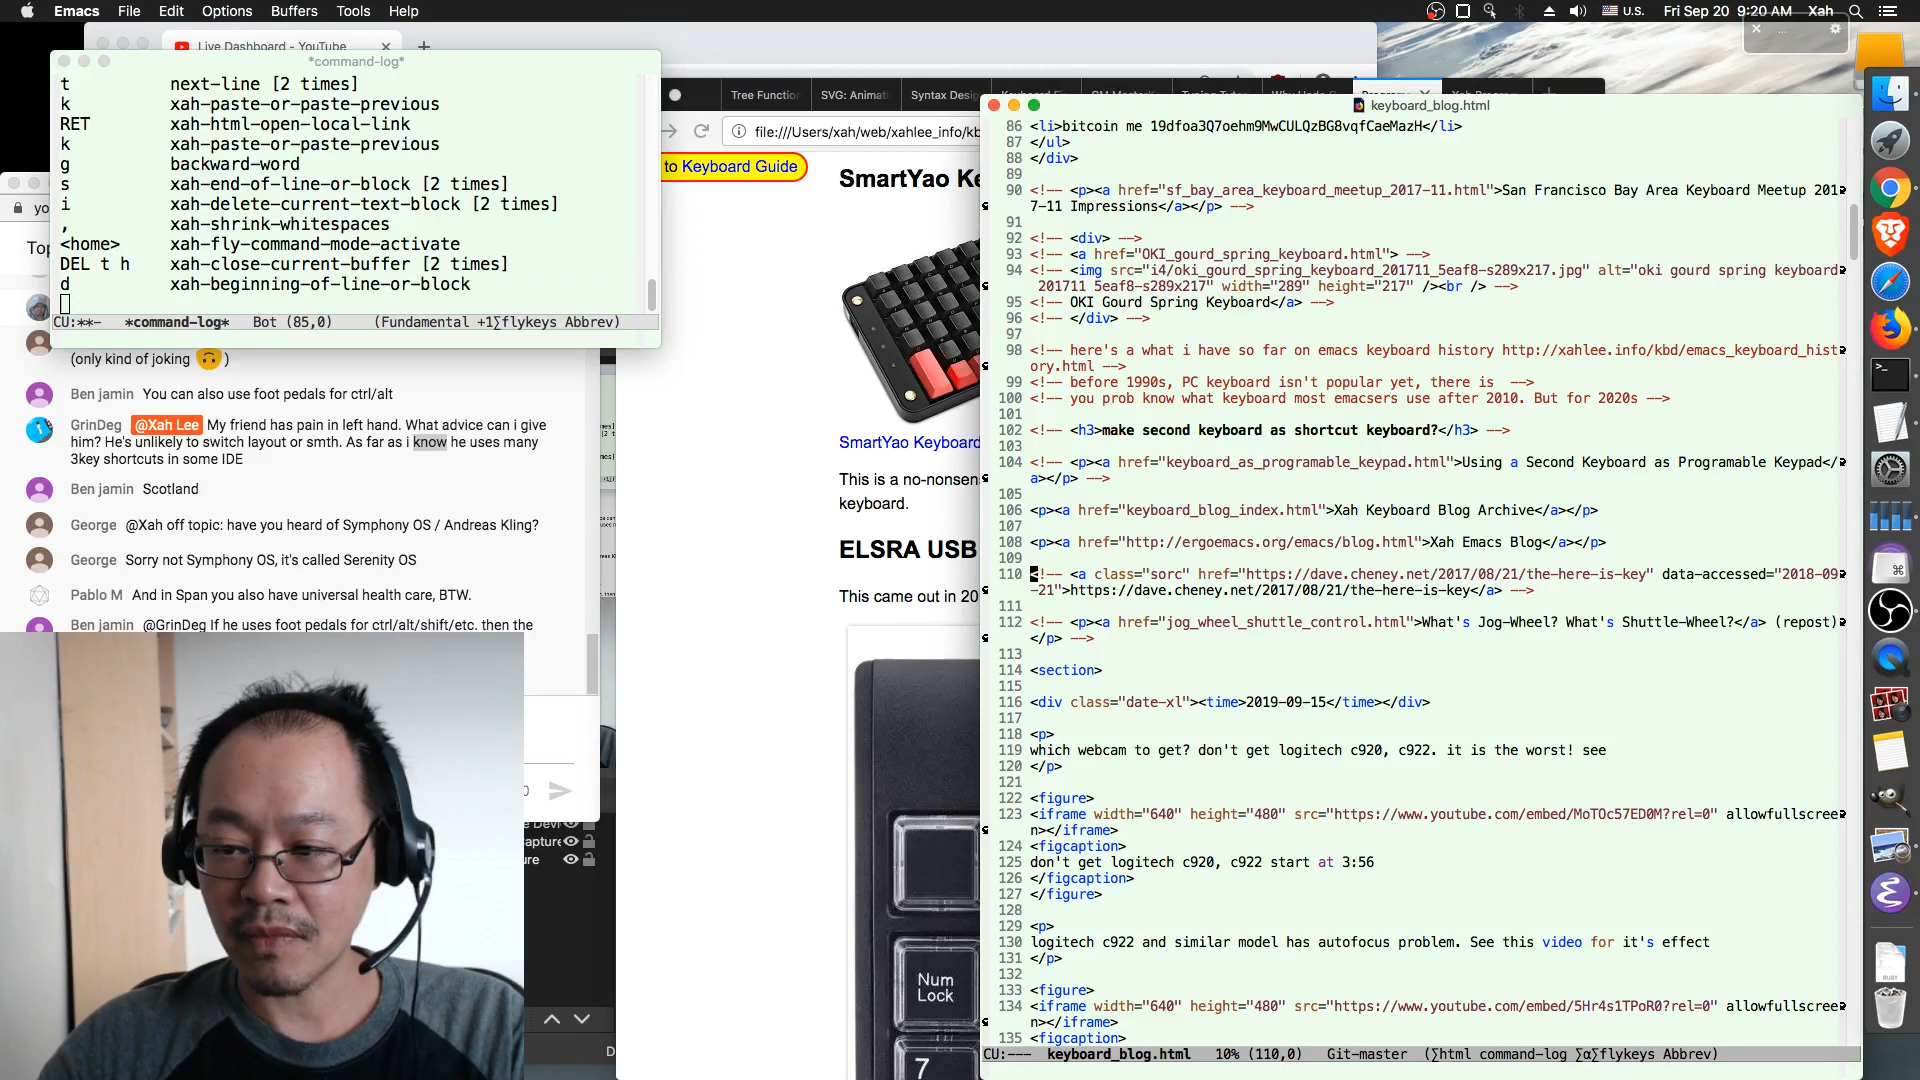 Emacs File Edit Options Buffers Tools Help
U.S. Fri Sep 20 9:20 AM Xah
Live Dashboard - YouTube
*command-log*
t next-line [2 times]
k xah-paste-or-paste-previous
RET xah-html-open-local-link
k xah-paste-or-paste-previous
g backward-word
s xah-end-of-line-or-block [2 times]
i xah-delete-current-text-block [2 times]
, xah-shrink-whitespaces
<home> xah-fly-command-mode-activate
DEL t h xah-close-current-buffer [2 times]
d xah-beginning-of-line-or-block
CU:**- *command-log* Bot (85,0) (Fundamental +1∑flykeys Abbrev)
(only kind of joking 🙃 )
Ben jamin You can also use foot pedals for ctrl/alt
GrinDeg @Xah Lee My friend has pain in left hand. What advice can i give
him? He's unlikely to switch layout or smth. As far as i know he uses many
3key shortcuts in some IDE
Ben jamin Scotland
George @Xah off topic: have you heard of Symphony OS / Andreas Kling?
George Sorry not Symphony OS, it's called Serenity OS
Pablo M And in Span you also have universal health care, BTW.
Ben jamin @GrinDeg If he uses foot pedals for ctrl/alt/shift/etc. then the
Tree Functio
SVG: Animat
Syntax Desig
file:///Users/xah/web/xahlee_info/kb
to Keyboard Guide
SmartYao Ke
SmartYao Keyboard
This is a no-nonsens
keyboard.
ELSRA USB
This came out in 20
Num
Lock
7
keyboard_blog.html
86 <li>bitcoin me 19dfoa3Q7oehm9MwCULQzBG8vqfCaeMazH</li>
87 </ul>
88 </div>
89
90 <!-- <p><a href="sf_bay_area_keyboard_meetup_2017-11.html">San Francisco Bay Area Keyboard Meetup 201
7-11 Impressions</a></p> -->
91
92 <!-- <div> -->
93 <!-- <a href="OKI_gourd_spring_keyboard.html"> -->
94 <!-- <img src="i4/oki_gourd_spring_keyboard_201711_5eaf8-s289x217.jpg" alt="oki gourd spring keyboard
201711 5eaf8-s289x217" width="289" height="217" /><br /> -->
95 <!-- OKI Gourd Spring Keyboard</a> -->
96 <!-- </div> -->
97
98 <!-- here's a what i have so far on emacs keyboard history http://xahlee.info/kbd/emacs_keyboard_hist
ory.html -->
99 <!-- before 1990s, PC keyboard isn't popular yet, there is -->
100 <!-- you prob know what keyboard most emacsers use after 2010. But for 2020s -->
101
102 <!-- <h3>make second keyboard as shortcut keyboard?</h3> -->
103
104 <!-- <p><a href="keyboard_as_programable_keypad.html">Using a Second Keyboard as Programable Keypad</
a></p> -->
105
106 <p><a href="keyboard_blog_index.html">Xah Keyboard Blog Archive</a></p>
107
108 <p><a href="http://ergoemacs.org/emacs/blog.html">Xah Emacs Blog</a></p>
109
110 <!-- <a class="sorc" href="https://dave.cheney.net/2017/08/21/the-here-is-key" data-accessed="2018-09
-21">https://dave.cheney.net/2017/08/21/the-here-is-key</a> -->
111
112 <!-- <p><a href="jog_wheel_shuttle_control.html">What's Jog-Wheel? What's Shuttle-Wheel?</a> (repost)
</p> -->
113
114 <section>
115
116 <div class="date-xl"><time>2019-09-15</time></div>
117
118 <p>
119 which webcam to get? don't get logitech c920, c922. it is the worst! see
120 </p>
121
122 <figure>
123 <iframe width="640" height="480" src="https://www.youtube.com/embed/MoTOc57ED0M?rel=0" allowfullscree
n></iframe>
124 <figcaption>
125 don't get logitech c920, c922 start at 3:56
126 </figcaption>
127 </figure>
128
129 <p>
130 logitech c922 and similar model has autofocus problem. See this video for it's effect
131 </p>
132
133 <figure>
134 <iframe width="640" height="480" src="https://www.youtube.com/embed/5Hr4s1TPoR0?rel=0" allowfullscree
n></iframe>
135 <figcaption>
CU:--- keyboard_blog.html 10% (110,0) Git-master (∑html command-log ∑α∑flykeys Abbrev)